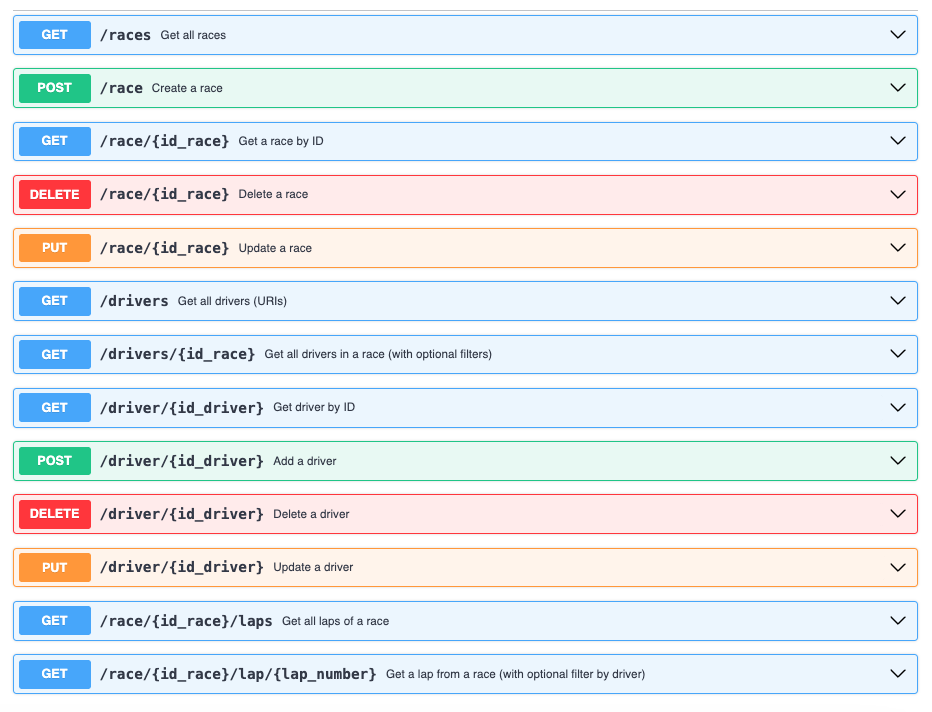 GET /races Get all races
POST /race Create a race
GET /race/{id_race} Get a race by ID
DELETE /race/{id_race} Delete a race
PUT /race/{id_race} Update a race
GET /drivers Get all drivers (URIs)
GET /drivers/{id_race} Get all drivers in a race (with optional filters)
GET /driver/{id_driver} Get driver by ID
POST /driver/{id_driver} Add a driver
DELETE /driver/{id_driver} Delete a driver
PUT /driver/{id_driver} Update a driver
GET /race/{id_race}/laps Get all laps of a race
GET /race/{id_race}/lap/{lap_number} Get a lap from a race (with optional filter by driver)